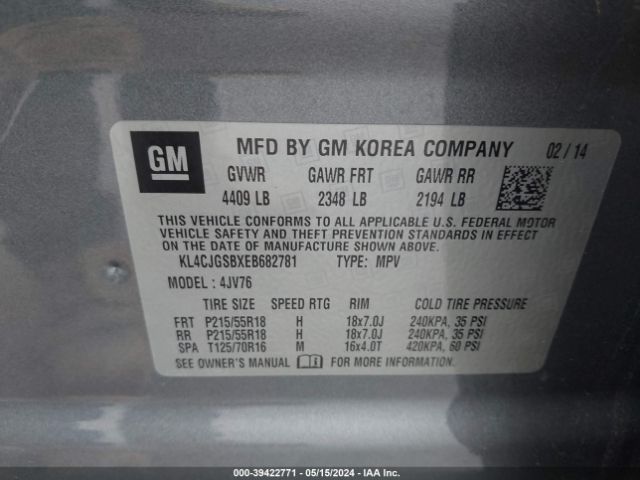 GM
MFD BY GM KOREA COMPANY 02/14
GVWR GAWR FRT GAWR RR
4409 LB 2348 LB 2194 LB
THIS VEHICLE CONFORMS TO ALL APPLICABLE U.S. FEDERAL MOTOR
VEHICLE SAFETY AND THEFT PREVENTION STANDARDS IN EFFECT
ON THE DATE OF MANUFACTURE SHOWN ABOVE.
KL4CJGSBXEB682781 TYPE: MPV
MODEL: 4JV76
TIRE SIZE SPEED RTG RIM COLD TIRE PRESSURE
FRT P215/55R18 H 18x7.0J 240KPA, 35 PSI
RR P215/55R18 H 18x7.0J 240KPA, 35 PSI
SPA T125/70R16 M 16x4.0T 420KPA, 60 PSI
SEE OWNER'S MANUAL FOR MORE INFORMATION.
000-39422771 - 05/15/2024 - IAA Inc.